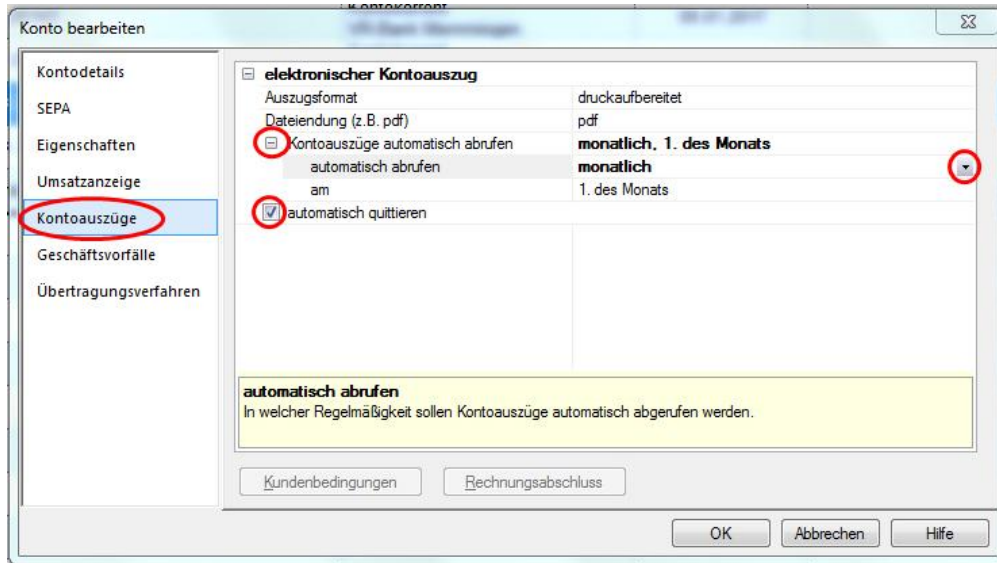 Kontokorrent
Konto bearbeiten
Kontodetails
SEPA
Eigenschaften
Umsatzanzeige
Kontoauszüge
Geschäftsvorfälle
Übertragungsverfahren
elektronischer Kontoauszug
Auszugsformat druckaufbereitet
Dateiendung (z.B. pdf) pdf
Kontoauszüge automatisch abrufen monatlich, 1. des Monats
automatisch abrufen monatlich
am 1. des Monats
automatisch quittieren
automatisch abrufen
In welcher Regelmäßigkeit sollen Kontoauszüge automatisch abgerufen werden.
Kundenbedingungen Rechnungsabschluss
OK Abbrechen Hilfe